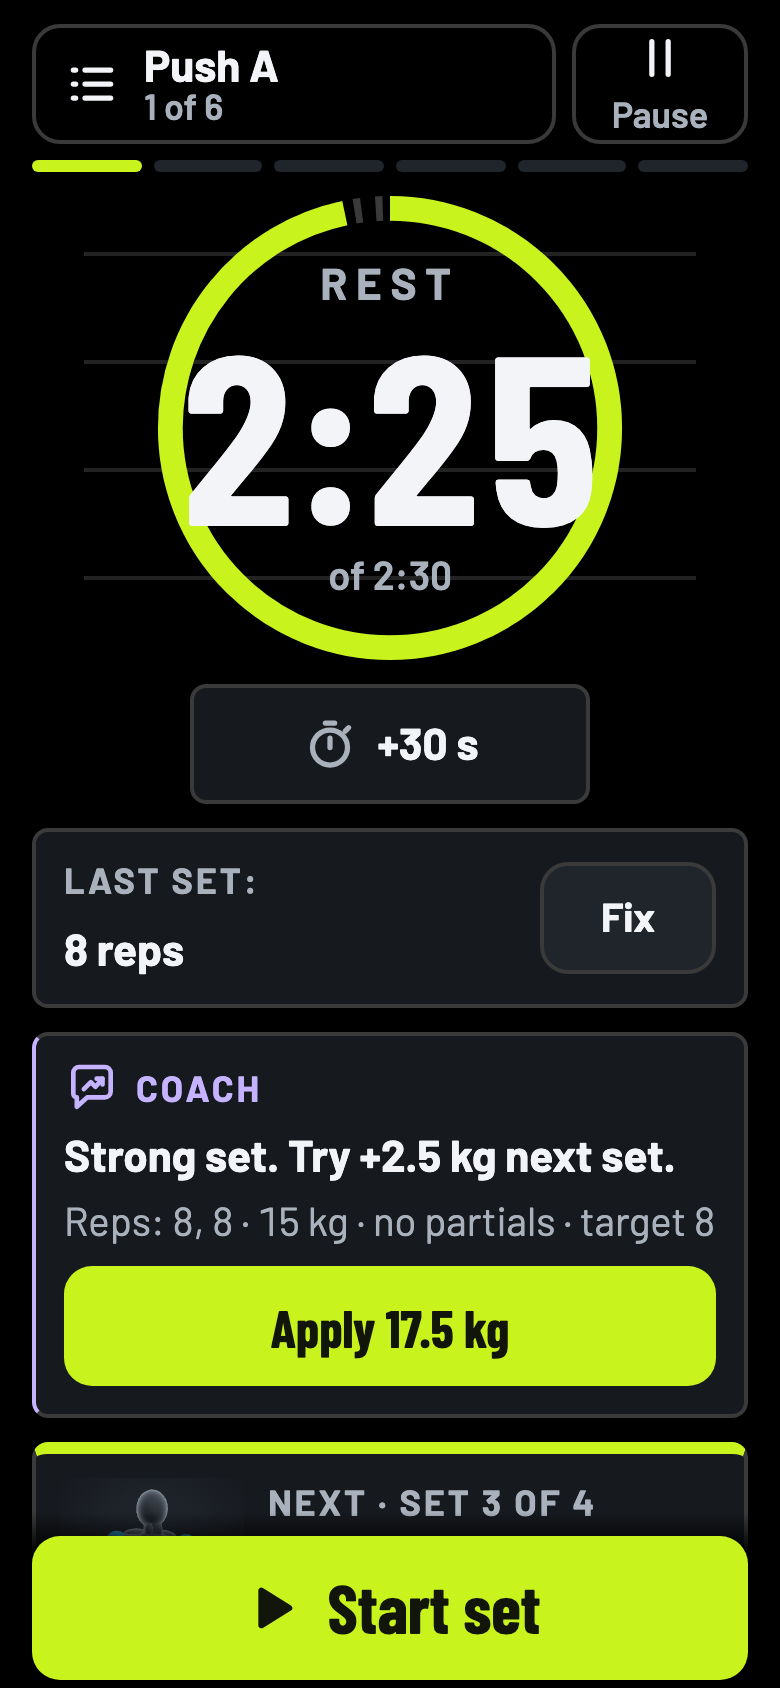 Push A
1 of 6
Pause
REST
2:25
of 2:30
+30 s
LAST SET:
8 reps
Fix
COACH
Strong set. Try +2.5 kg next set.
Reps: 8, 8 · 15 kg · no partials · target 8
Apply 17.5 kg
NEXT · SET 3 OF 4
Start set